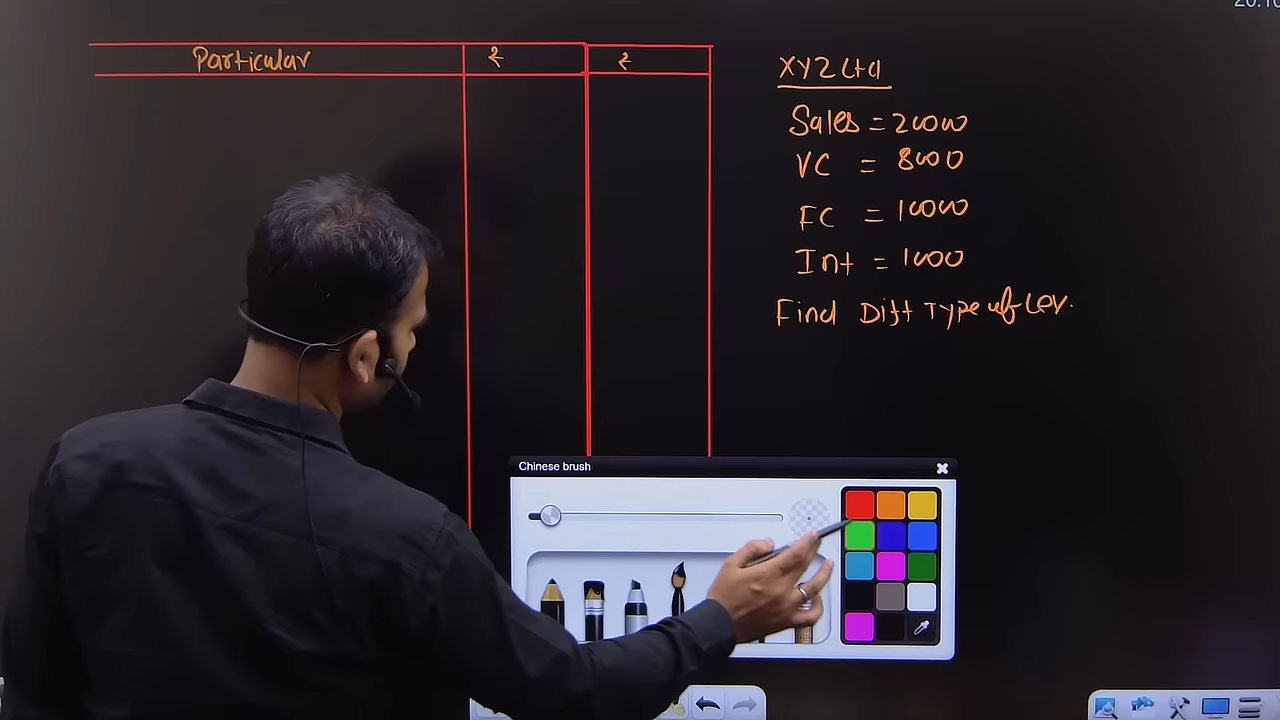 Particular ₹ ₹
XYZ Ltd
Sales = 20000
VC = 8000
FC = 10000
Int = 1000
Find Diff Type of Lev.
Chinese brush